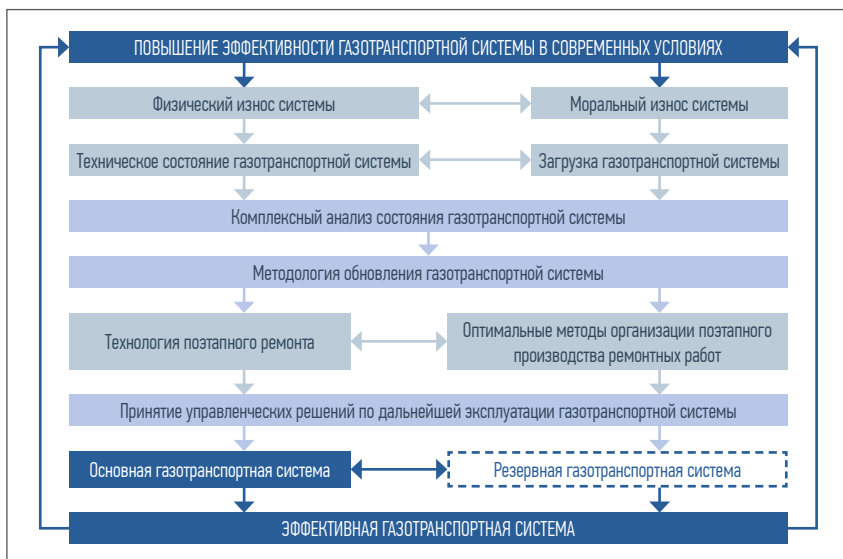 ПОВЫШЕНИЕ ЭФФЕКТИВНОСТИ ГАЗОТРАНСПОРТНОЙ СИСТЕМЫ В СОВРЕМЕННЫХ УСЛОВИЯХ
Физический износ системы
Моральный износ системы
Техническое состояние газотранспортной системы
Загрузка газотранспортной системы
Комплексный анализ состояния газотранспортной системы
Методология обновления газотранспортной системы
Технология поэтапного ремонта
Оптимальные методы организации поэтапного
производства ремонтных работ
Принятие управленческих решений по дальнейшей эксплуатации газотранспортной системы
Основная газотранспортная система
Резервная газотранспортная система
ЭФФЕКТИВНАЯ ГАЗОТРАНСПОРТНАЯ СИСТЕМА